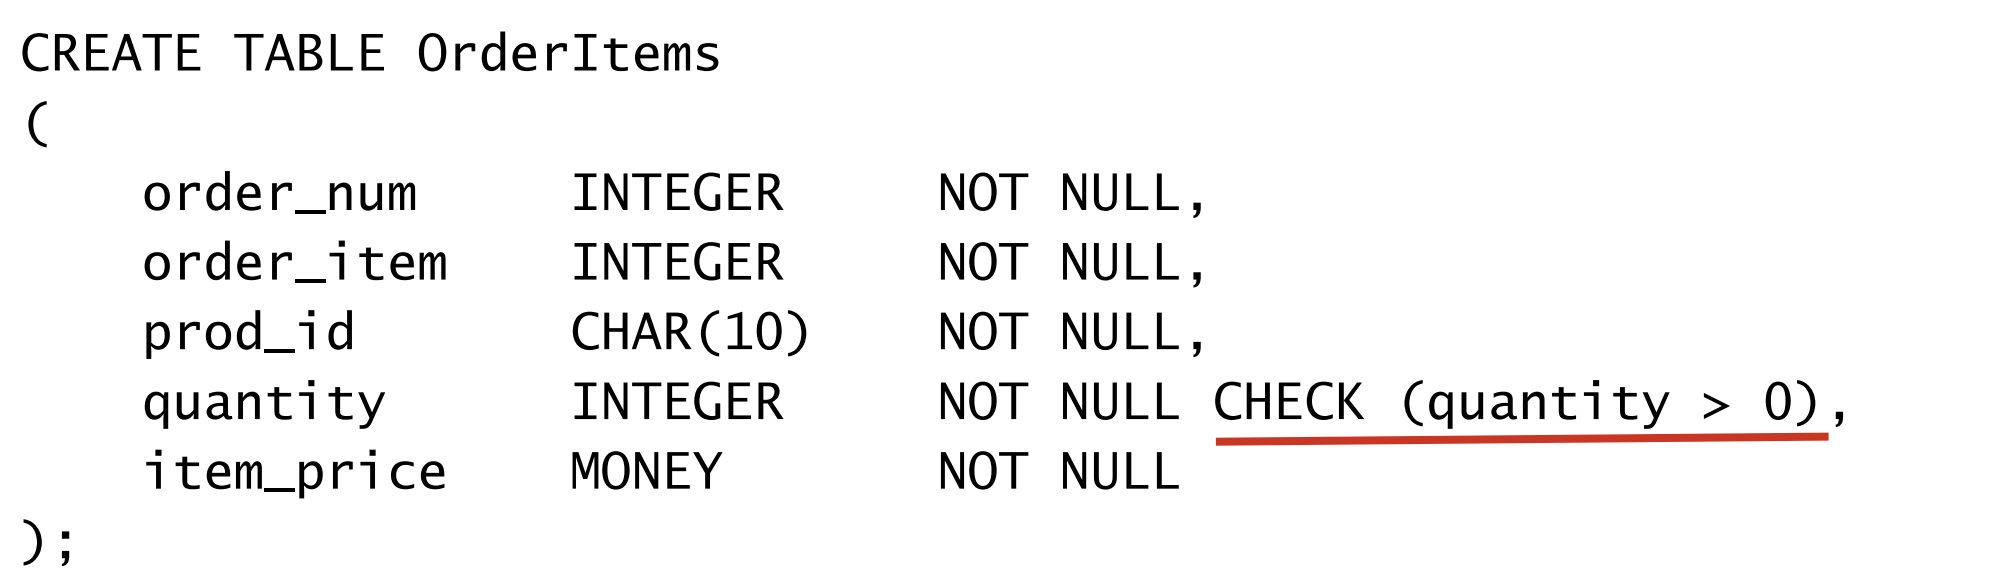 CREATE TABLE OrderItems
(
    order_num     INTEGER     NOT NULL,
    order_item    INTEGER     NOT NULL,
    prod_id       CHAR(10)    NOT NULL,
    quantity      INTEGER     NOT NULL CHECK (quantity > 0),
    item_price    MONEY       NOT NULL
);